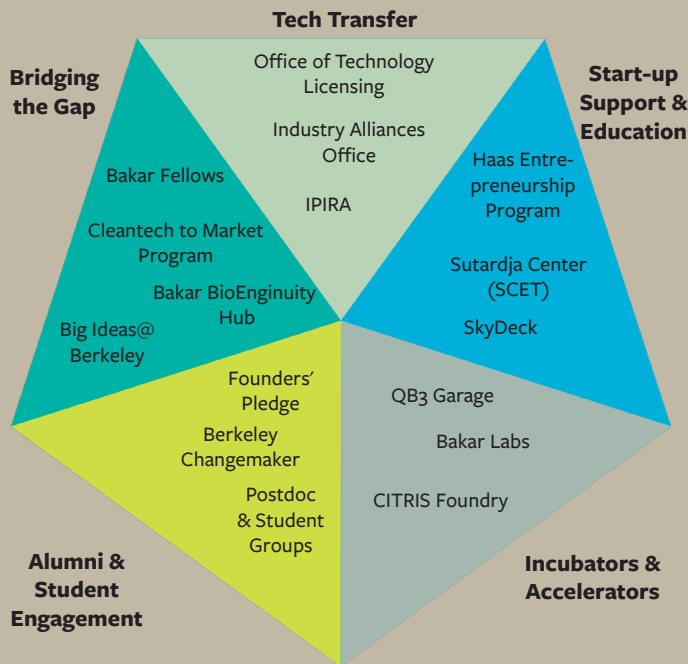 Tech Transfer
Office of Technology
Licensing
Industry Alliances
Office
IPIRA
Bridging
the Gap
Bakar Fellows
Cleantech to Market
Program
Bakar BioEnginuity
Hub
Big Ideas@
Berkeley
Start-up
Support &
Education
Haas Entre-
preneurship
Program
Sutardja Center
(SCET)
SkyDeck
Founders'
Pledge
Berkeley
Changemaker
Postdoc
& Student
Groups
Alumni &
Student
Engagement
QB3 Garage
Bakar Labs
CITRIS Foundry
Incubators &
Accelerators